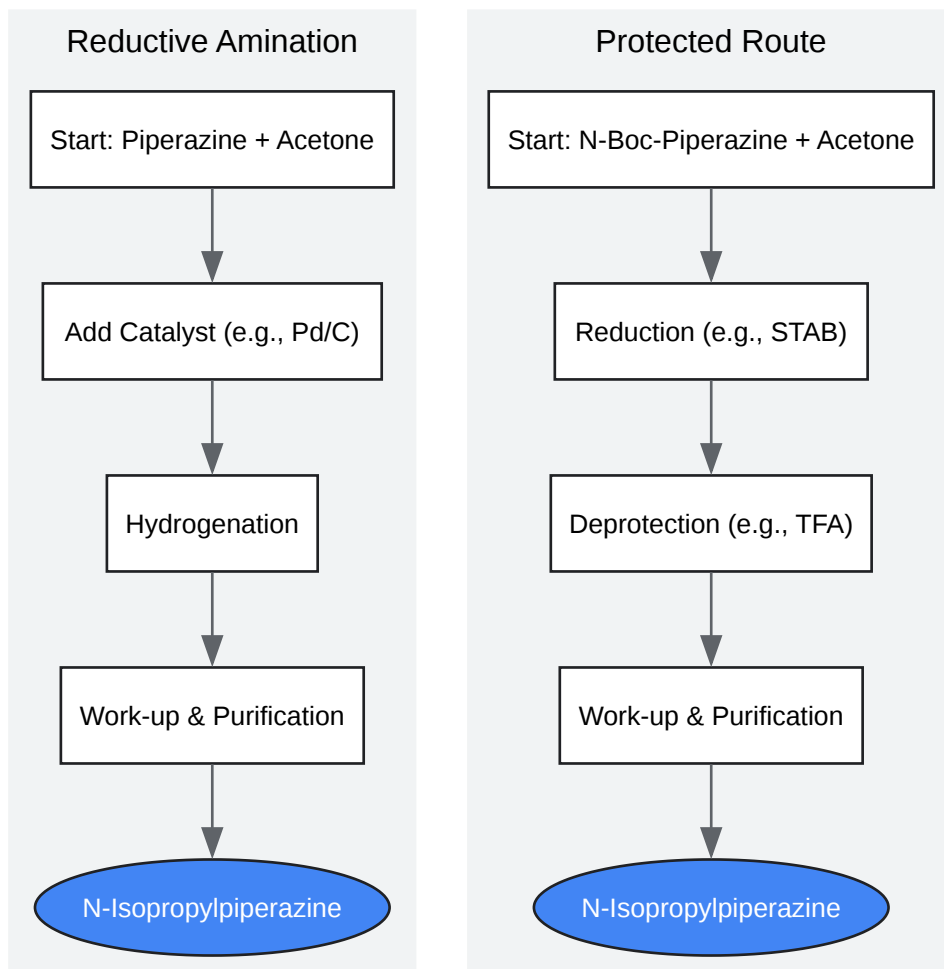 Reductive Amination
Start: Piperazine + Acetone
Add Catalyst (e.g., Pd/C)
Hydrogenation
Work-up & Purification
N-Isopropylpiperazine
Protected Route
Start: N-Boc-Piperazine + Acetone
Reduction (e.g., STAB)
Deprotection (e.g., TFA)
Work-up & Purification
N-Isopropylpiperazine